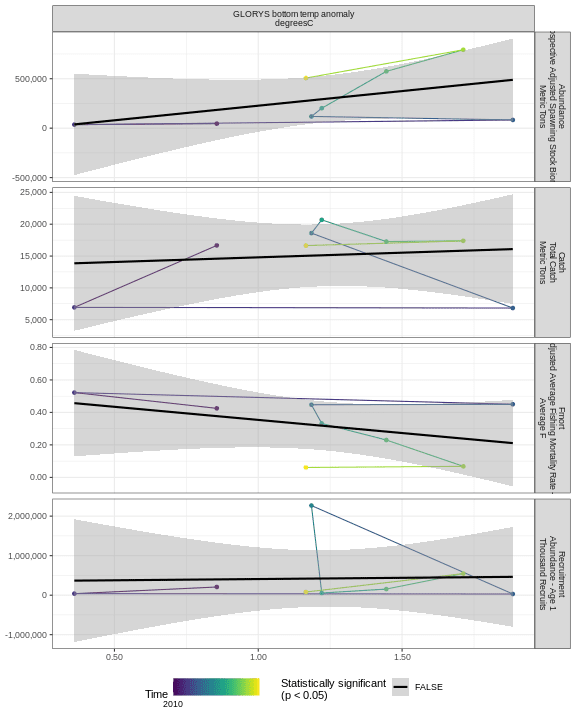 GLORYS bottom temp anomaly
degreesC
500,000
0
-500,000
Abundance
Adjusted Spawning Stock
Metric Tons
25,000
20,000
15,000
10,000
5,000
Catch
Total Catch
Metric Tons
0.80
0.60
0.40
0.20
0.00
Fmort
Average Fishing Mortality Rate -
Average F
2,000,000
1,000,000
0
-1,000,000
Recruitment
Abundance - Age 1
Thousand Recruits
0.50
1.00
1.50
Time
2010
Statistically significant
(p < 0.05)
FALSE